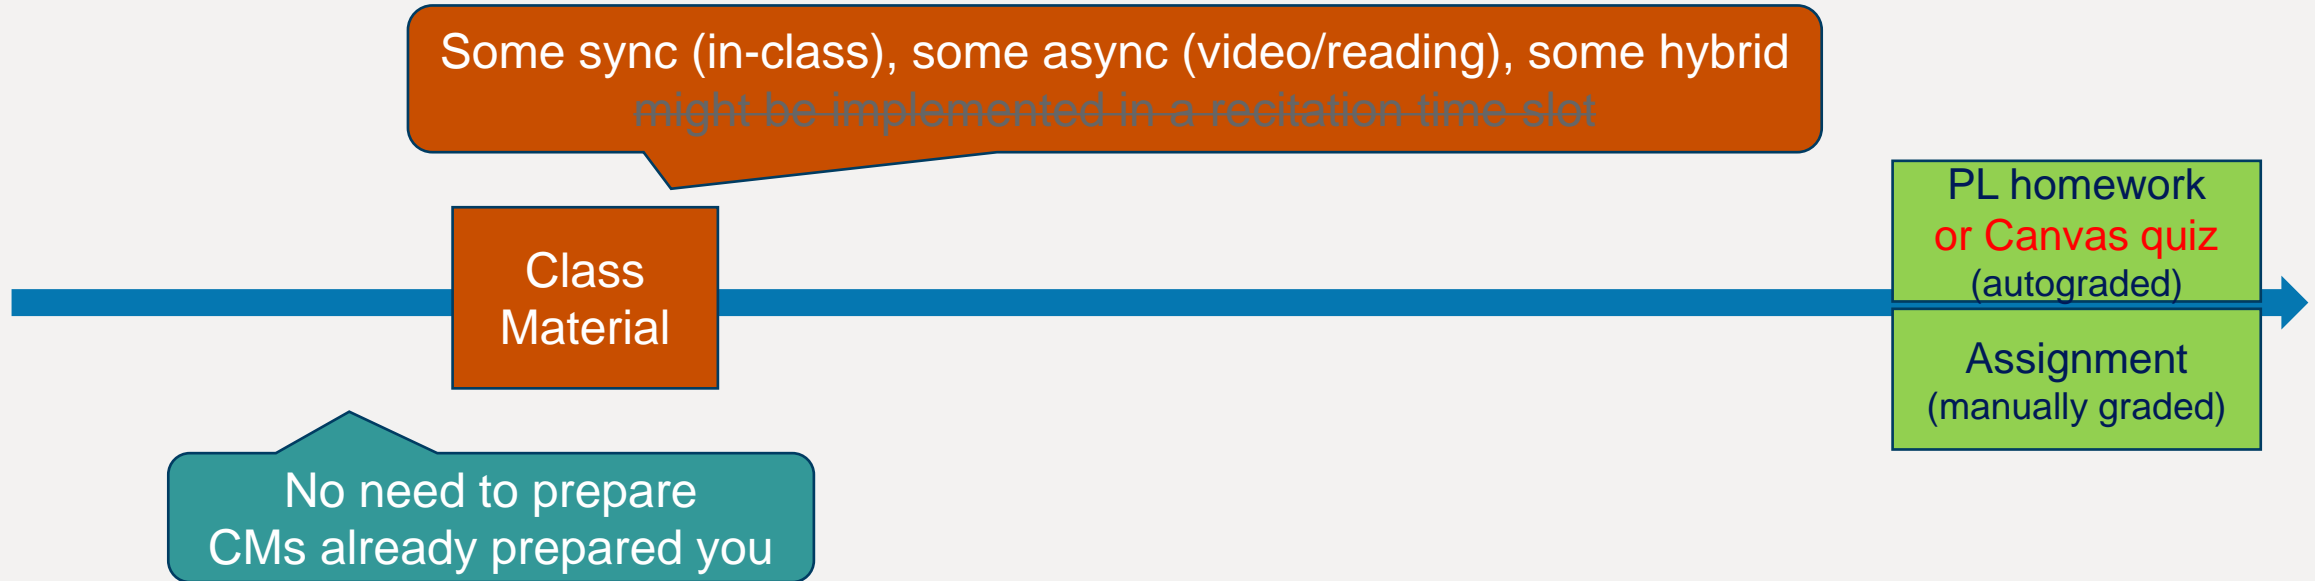 Some sync (in-class), some async (video/reading), some hybrid
might be implemented in a recitation time slot
PL homework
or Canvas quiz
(autograded)
Class
Material
Assignment
(manually graded)
No need to prepare
CMs already prepared you